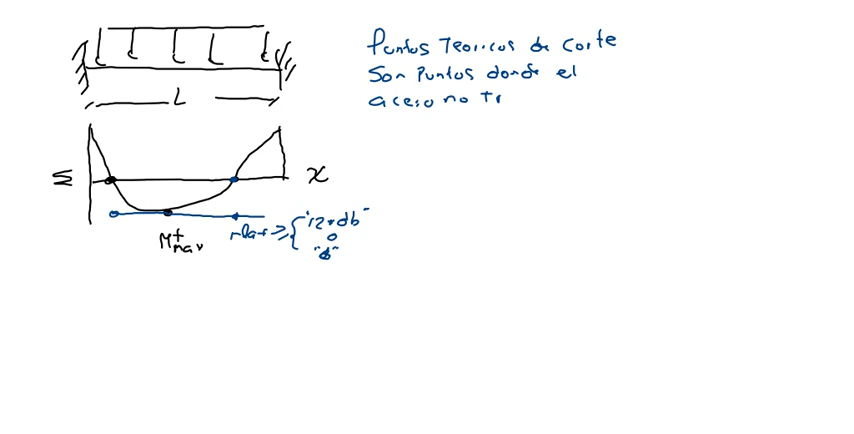 Puntos Teoricos de Corte
Son Puntos donde el
acero no Tr
L
M
x
"12*db"
o
"d"
M+max